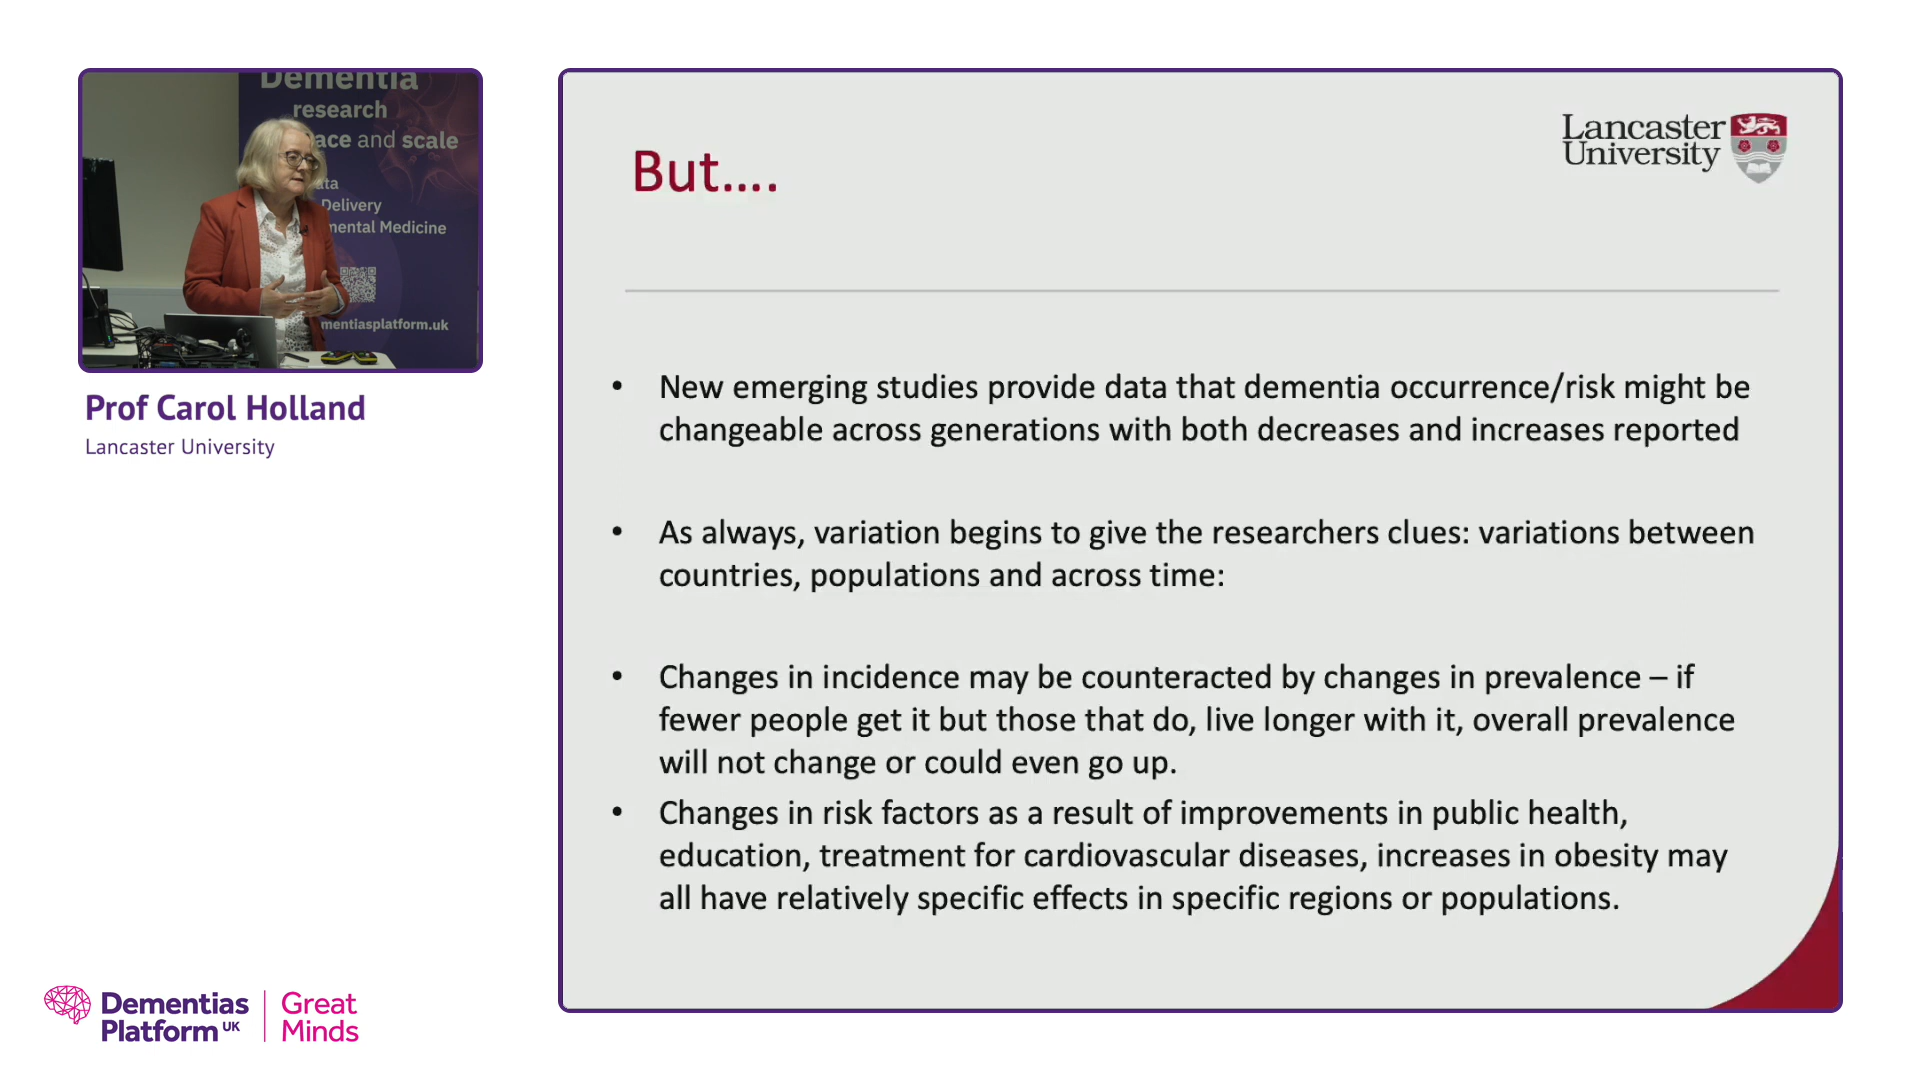 Dementia
research
ace and scale
ata
Delivery
mental Medicine
mentiasplatform.uk
Prof Carol Holland
Lancaster University
Lancaster
University
But....
• New emerging studies provide data that dementia occurrence/risk might be
changeable across generations with both decreases and increases reported
• As always, variation begins to give the researchers clues: variations between
countries, populations and across time:
• Changes in incidence may be counteracted by changes in prevalence – if
fewer people get it but those that do, live longer with it, overall prevalence
will not change or could even go up.
• Changes in risk factors as a result of improvements in public health,
education, treatment for cardiovascular diseases, increases in obesity may
all have relatively specific effects in specific regions or populations.
Dementias
Platform UK
Great
Minds